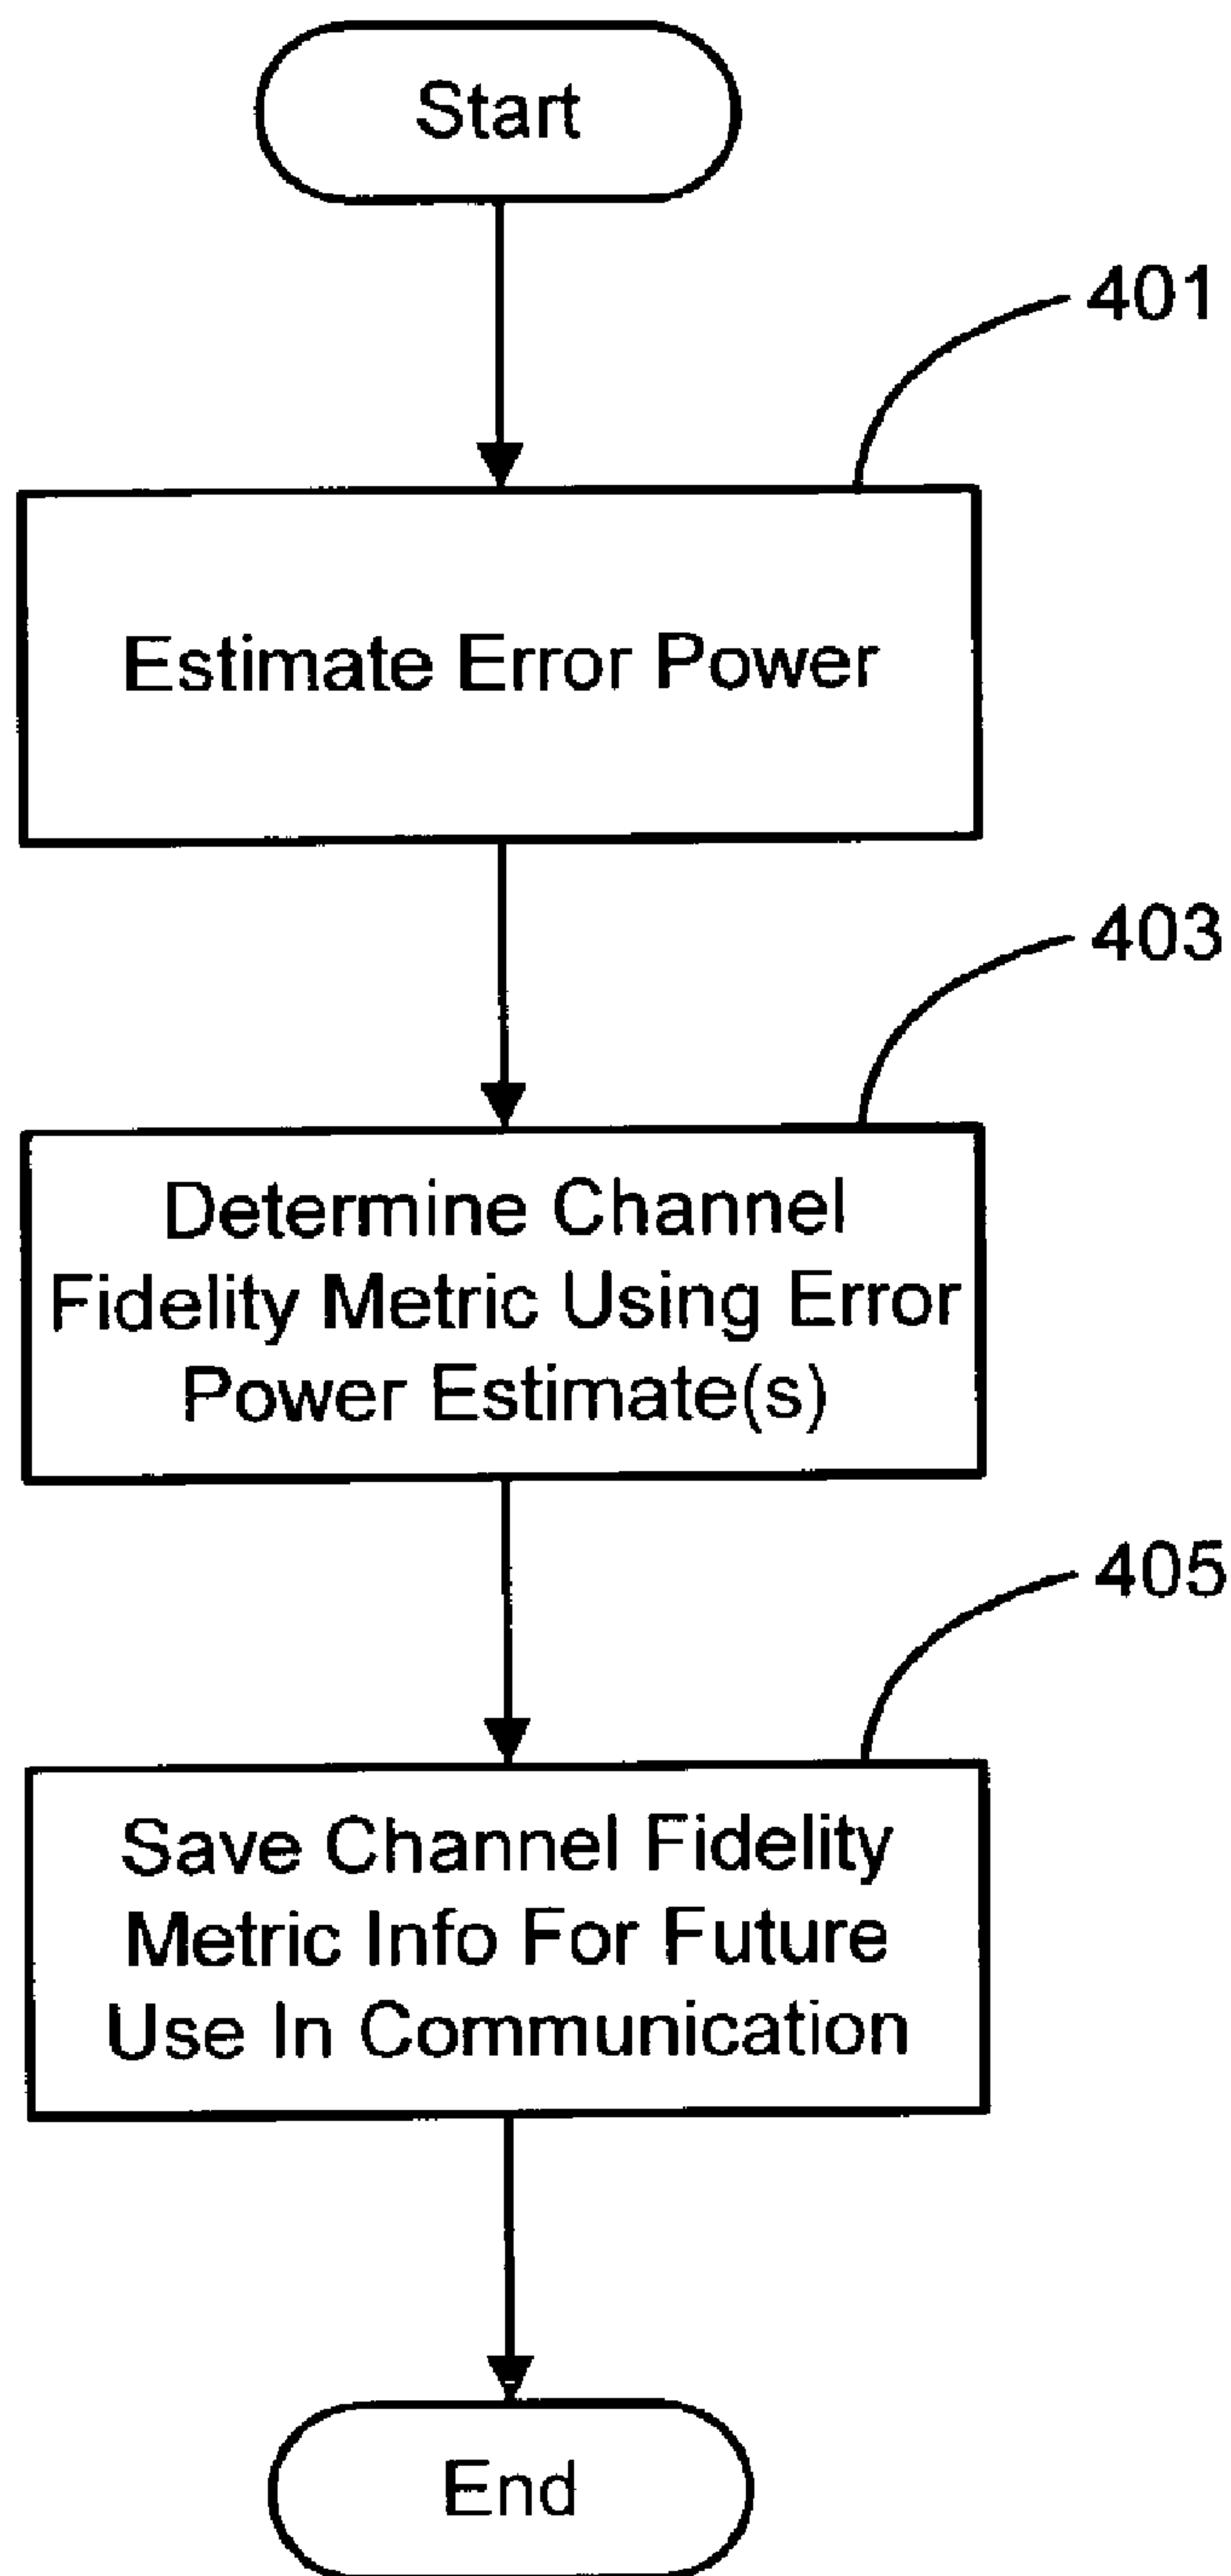 Start
401
Estimate Error Power
403
Determine Channel
Fidelity Metric Using Error
Power Estimate(s)
405
Save Channel Fidelity
Metric Info For Future
Use In Communication
End